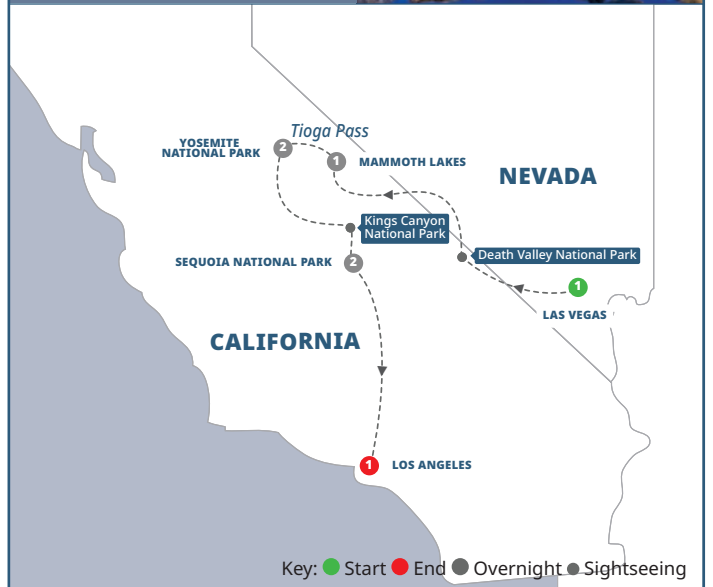 Tioga Pass
YOSEMITE
NATIONAL PARK
2
1
MAMMOTH LAKES
NEVADA
Kings Canyon
National Park
Death Valley National Park
SEQUOIA NATIONAL PARK
2
1
LAS VEGAS
CALIFORNIA
1
LOS ANGELES
Key: Start End Overnight Sightseeing